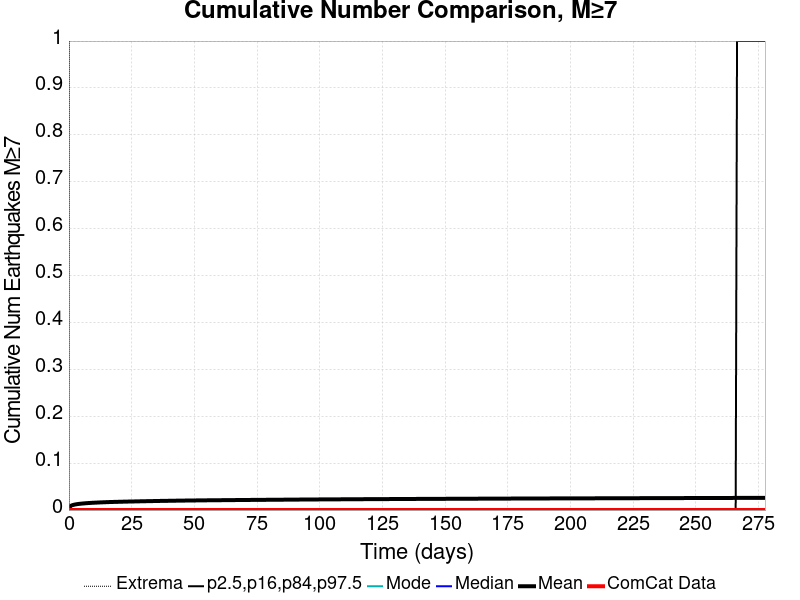 Cumulative Number Comparison, M≥7
Cumulative Num Earthquakes M≥7
1
0.9
0.8
0.7
0.6
0.5
0.4
0.3
0.2
0.1
0
0 25 50 75 100 125 150 175 200 225 250 275
Time (days)
Extrema p2.5,p16,p84,p97.5 Mode Median Mean ComCat Data